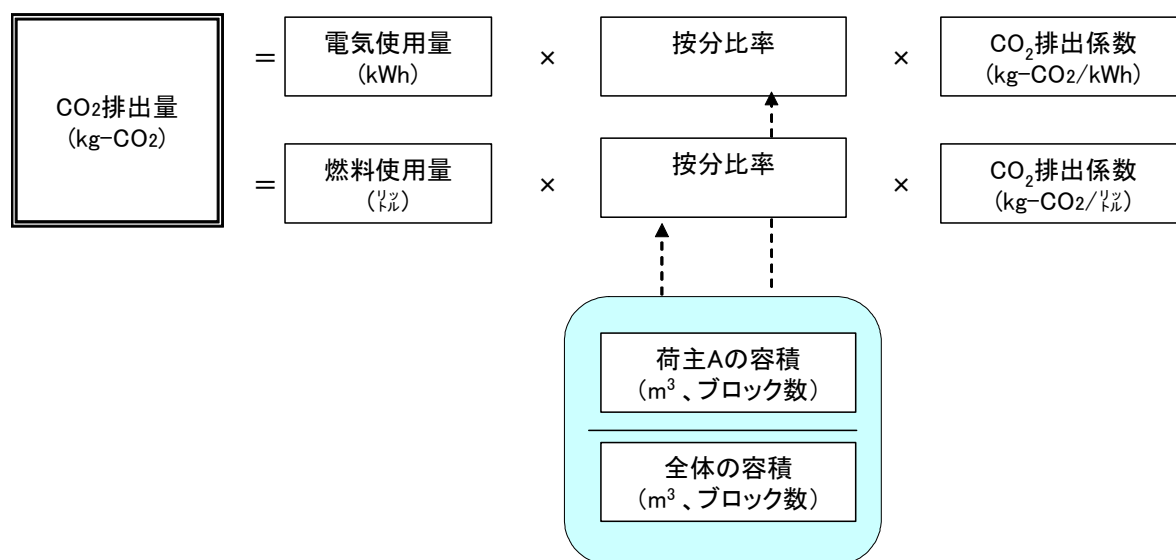 CO2排出量
(kg-CO2)
=
電気使用量
(kWh)
×
按分比率
×
CO2排出係数
(kg-CO2/kWh)
=
燃料使用量
(リットル)
×
按分比率
×
CO2排出係数
(kg-CO2/リットル)
荷主Aの容積
(m³、ブロック数)
全体の容積
(m³、ブロック数)